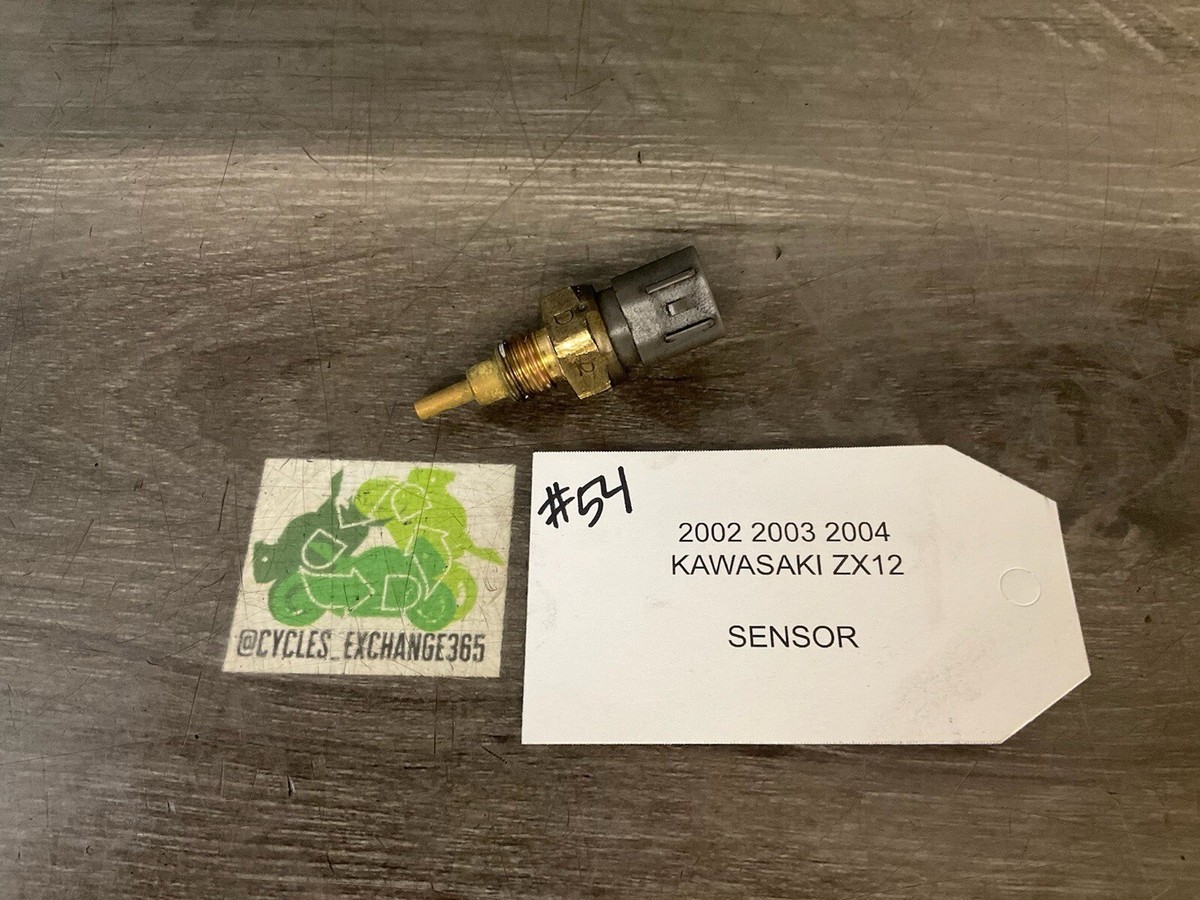 #54
2002 2003 2004
KAWASAKI ZX12
SENSOR
@CYCLES_EXCHANGE365